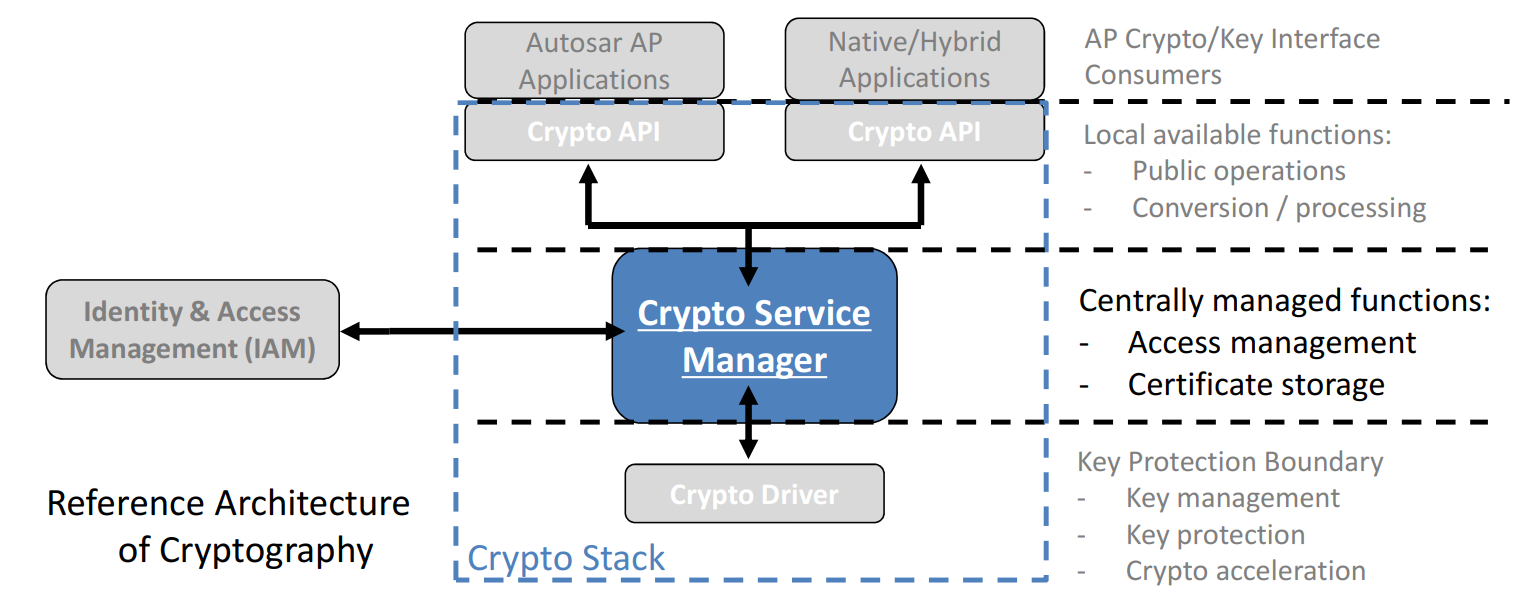 Autosar AP
Applications
Native/Hybrid
Applications
AP Crypto/Key Interface
Consumers
Crypto API
Crypto API
Local available functions:
- Public operations
- Conversion / processing
Identity & Access
Management (IAM)
Crypto Service
Manager
Centrally managed functions:
- Access management
- Certificate storage
Crypto Driver
Key Protection Boundary
- Key management
- Key protection
- Crypto acceleration
Reference Architecture
of Cryptography
Crypto Stack